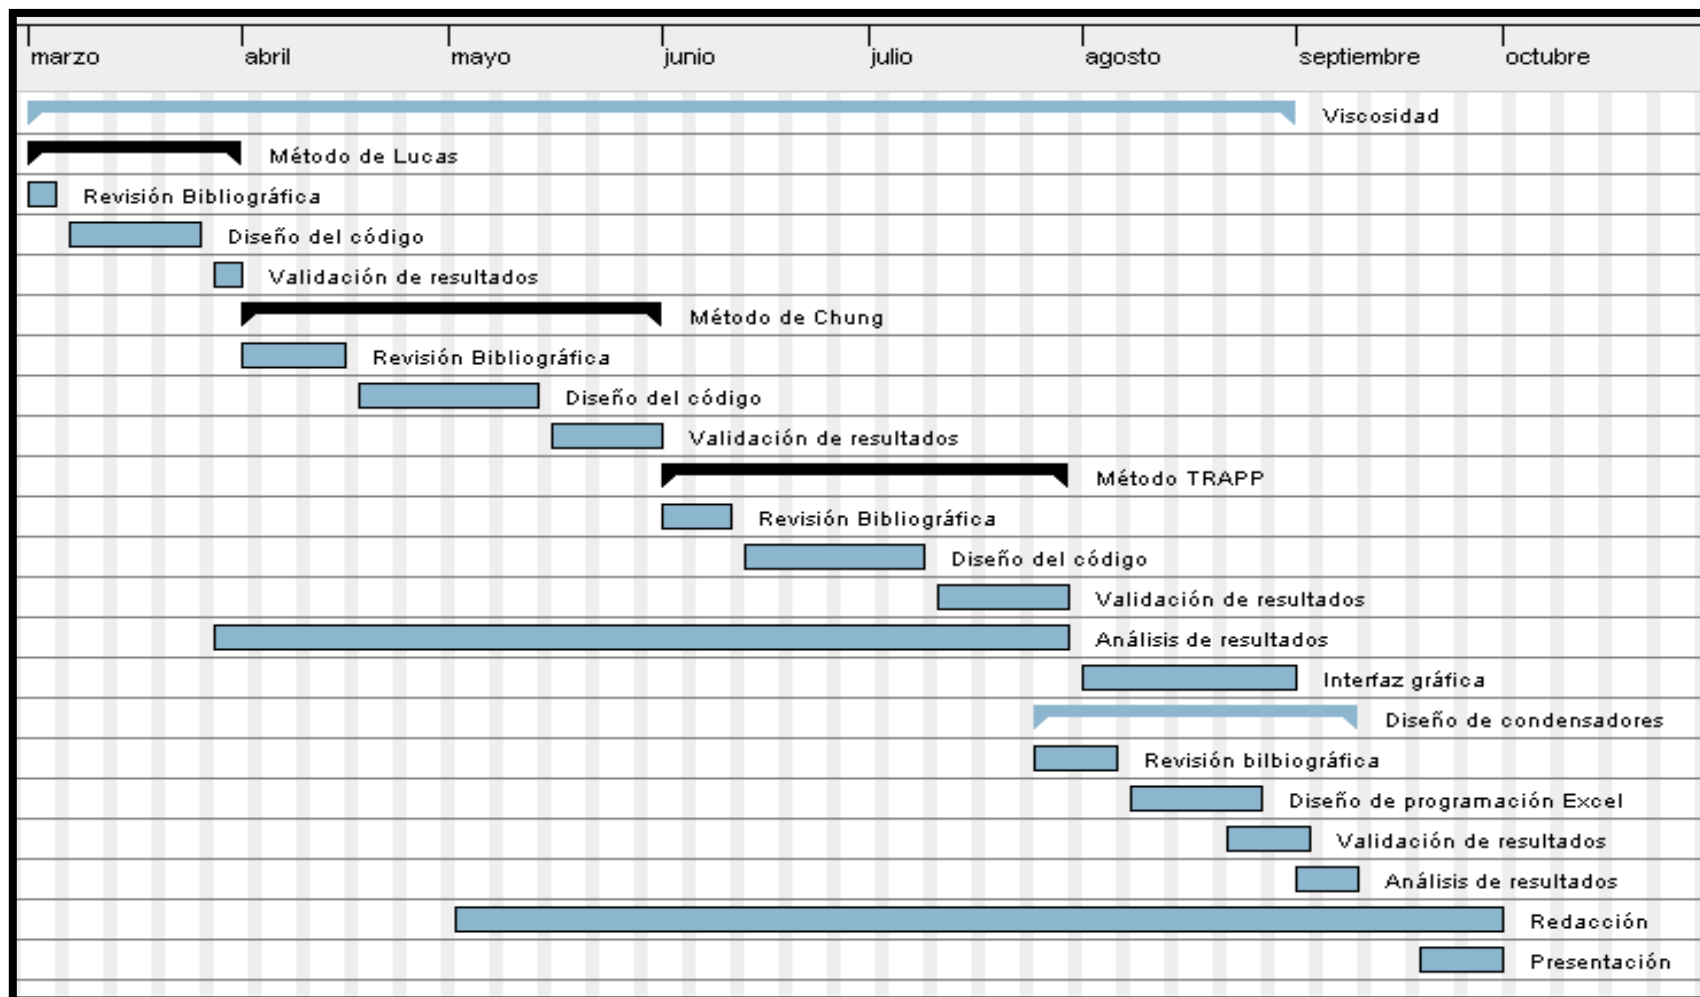 marzo abril mayo junio julio agosto septiembre octubre
Viscosidad
Método de Lucas
Revisión Bibliográfica
Diseño del código
Validación de resultados
Método de Chung
Revisión Bibliográfica
Diseño del código
Validación de resultados
Método TRAPP
Revisión Bibliográfica
Diseño del código
Validación de resultados
Análisis de resultados
Interfaz gráfica
Diseño de condensadores
Revisión bilbiográfica
Diseño de programación Excel
Validación de resultados
Análisis de resultados
Redacción
Presentación